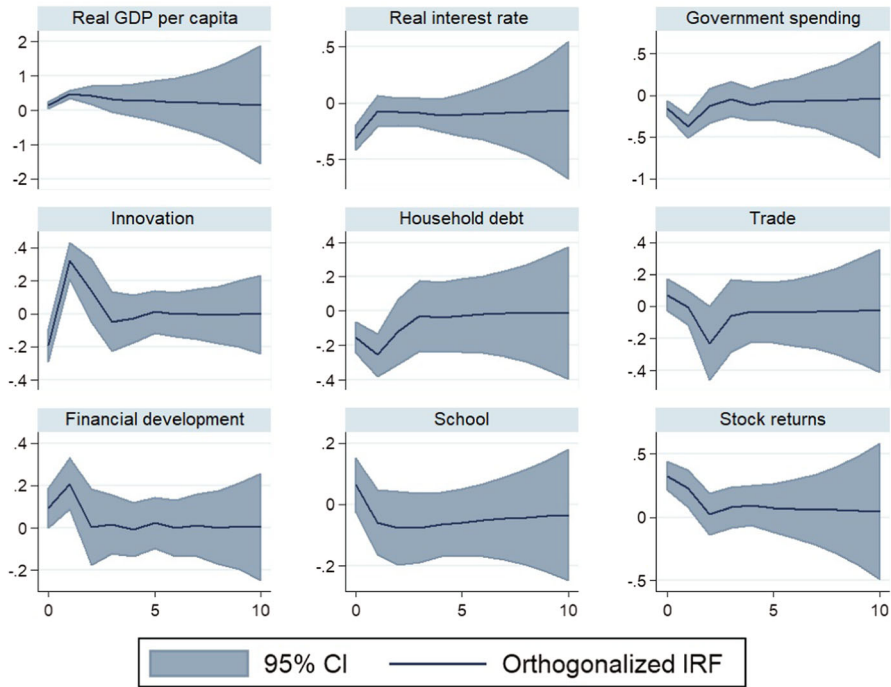 Real GDP per capita
2
1
0
-1
-2
Real interest rate
.5
0
-.5
Government spending
.5
0
-.5
-1
Innovation
.4
.2
0
-.2
-.4
Household debt
.4
.2
0
-.2
-.4
Trade
.4
.2
0
-.2
-.4
Financial development
.4
.2
0
-.2
0 5 10
School
.2
0
-.2
0 5 10
Stock returns
.5
0
-.5
0 5 10
95% CI Orthogonalized IRF